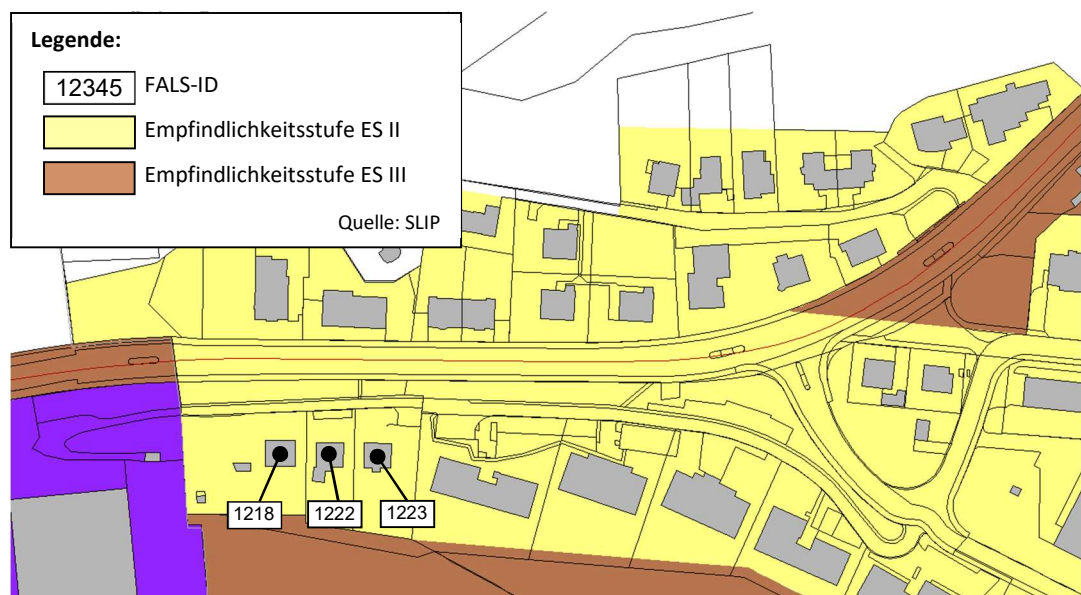 Legende:
12345 FALS-ID
Empfindlichkeitsstufe ES II
Empfindlichkeitsstufe ES III
Quelle: SLIP
1218 1222 1223